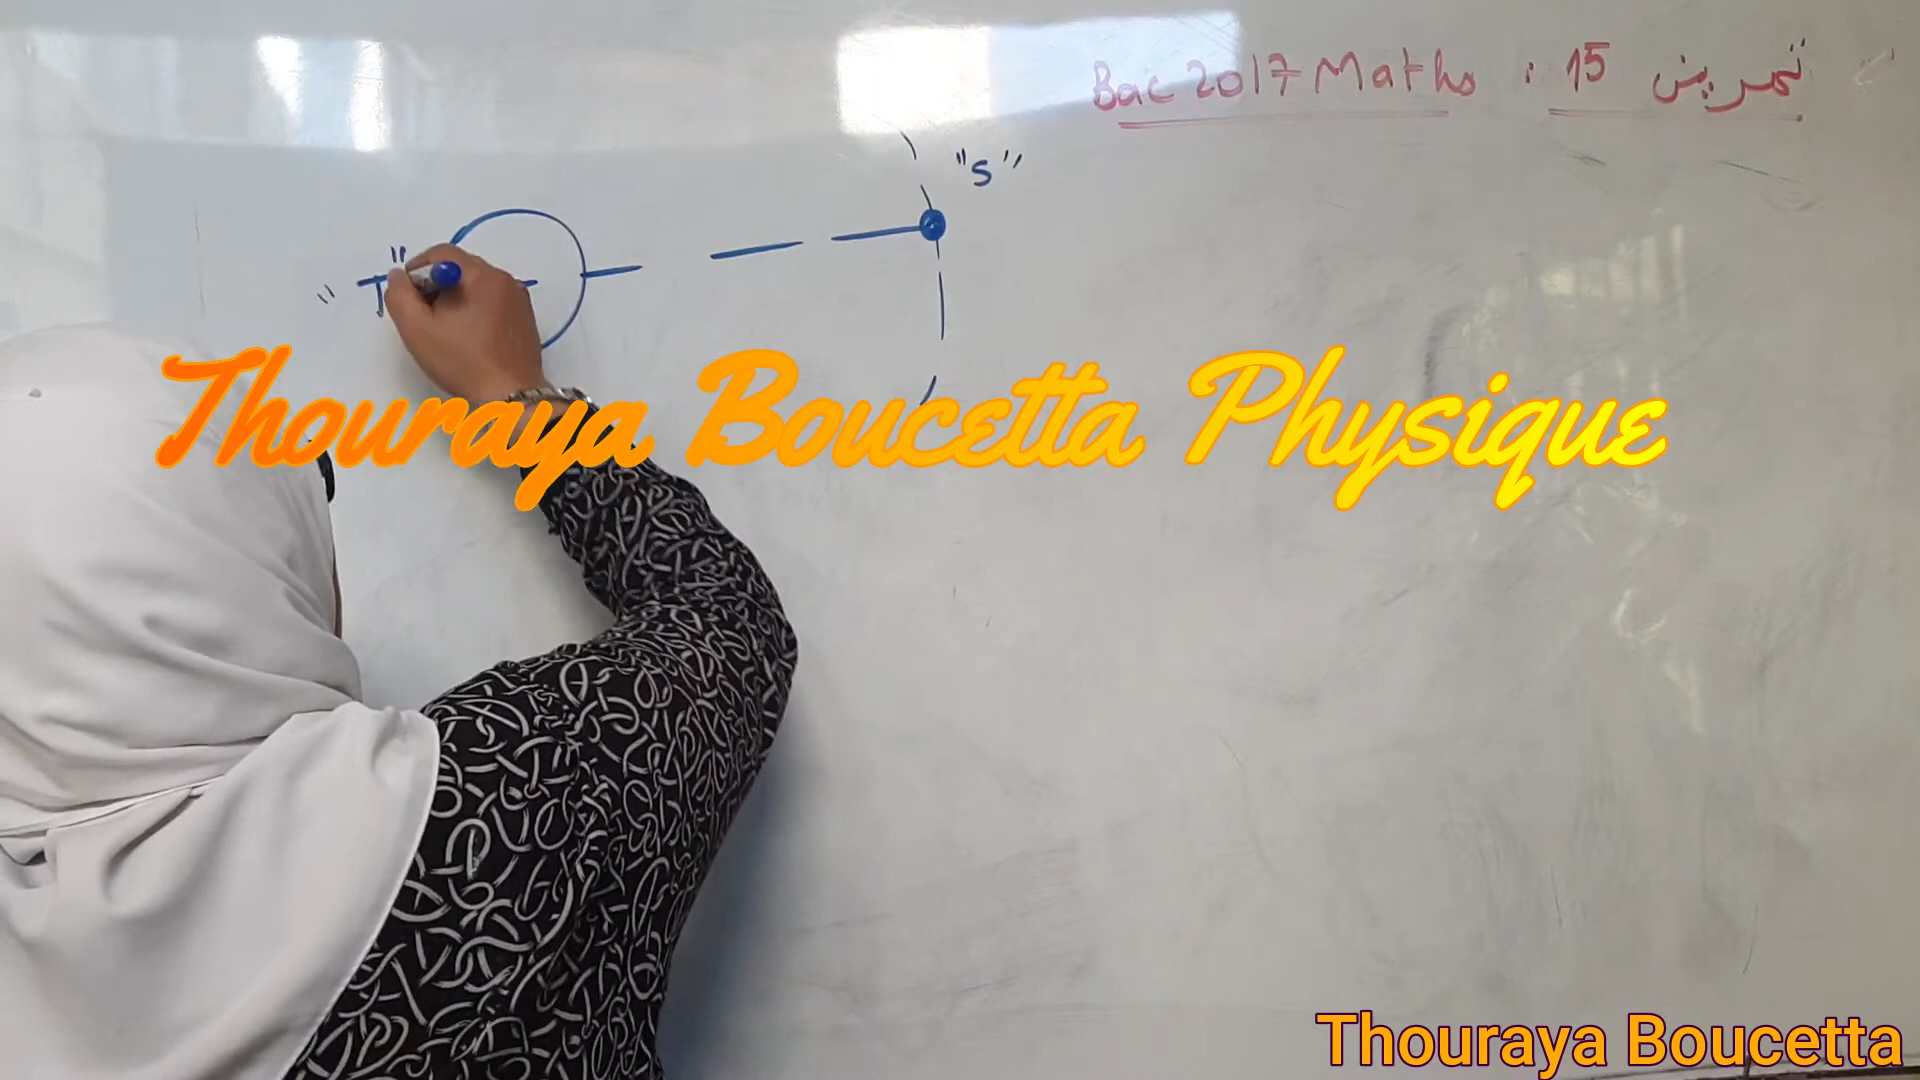 تمرين 15 : Bac 2017 Maths
"S"
"T"
Thouraya Boucetta Physique
Thouraya Boucetta